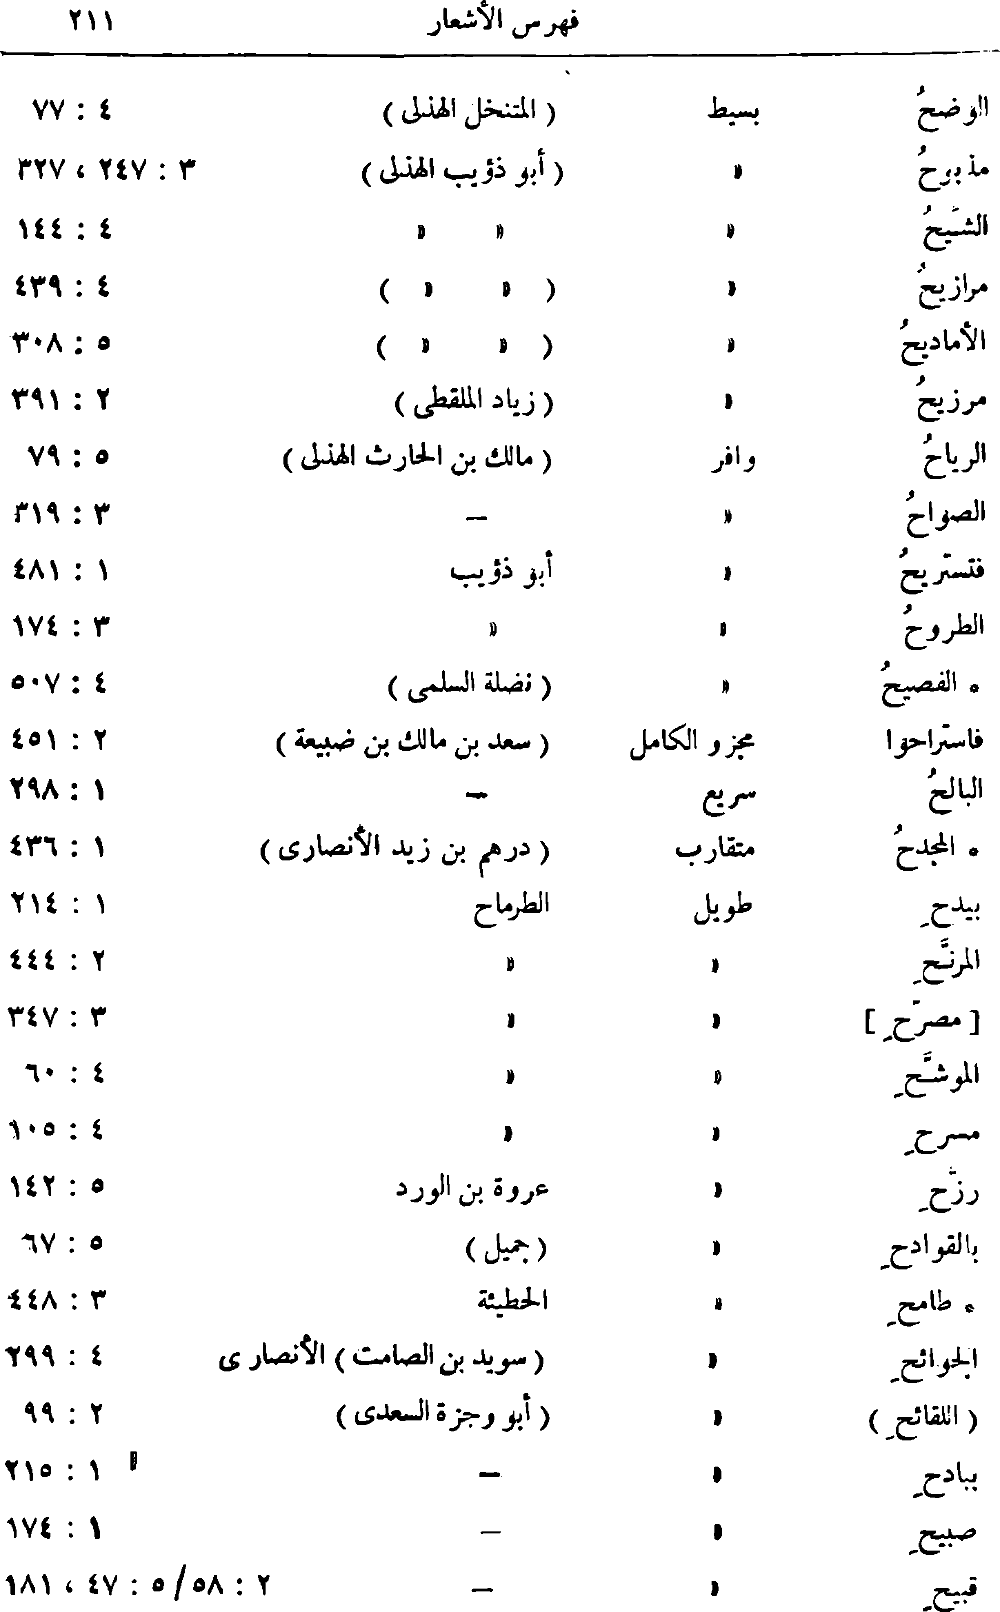 فهرس الأشعار ٢١١
الوضحُ بسيط ( المتنخل الهذلى ) ٤ : ٧٧
مذبوحُ » ( أبو ذؤيب الهذلى ) ٣ : ٢٤٧ ، ٣٢٧
الشيحُ » » » ٤ : ١٤٤
مرازيحُ » ( » » ) ٤ : ٤٣٩
الأماديحُ » ( » » ) ٥ : ٣٠٨
مرزيحُ » ( زياد الملقطى ) ٢ : ٣٩١
الرياحُ وافر ( مالك بن الحارث الهذلى ) ٥ : ٧٩
الصواحُ » — ٣ : ٣١٩
فتستريحُ » أبو ذؤيب ١ : ٤٨١
الطروحُ » » ٣ : ١٧٤
* الفصيحُ » ( نضلة السلمى ) ٤ : ٥٠٧
فاستراحوا مجزو الكامل ( سعد بن مالك بن ضبيعة ) ٢ : ٤٥١
البالحُ سريع — ١ : ٢٩٨
* المجدحُ متقارب ( درهم بن زيد الأنصارى ) ١ : ٤٣٦
بيدحِ طويل الطرماح ١ : ٢١٤
المرنَّحِ » » ٢ : ٤٤٤
[ مصرّحِ ] » » ٣ : ٣٤٧
الموشَّحِ » » ٤ : ٦٠
مسرحِ » » ٤ : ١٠٥
رزّحِ » عروة بن الورد ٥ : ١٤٢
بالقوادحِ » ( جميل ) ٥ : ٦٧
* طامحِ » الحطيئة ٣ : ٤٤٨
الجوائحِ » ( سويد بن الصامت ) الأنصارى ٤ : ٢٩٩
( اللقائحِ ) » ( أبو وجزة السعدى ) ٢ : ٩٩
ببادحِ » — ١ : ٢١٥
صبيحِ » — ١ : ١٧٤
قبيحِ » — ٢ : ٥٨/ ٥ : ٤٧ ، ١٨١